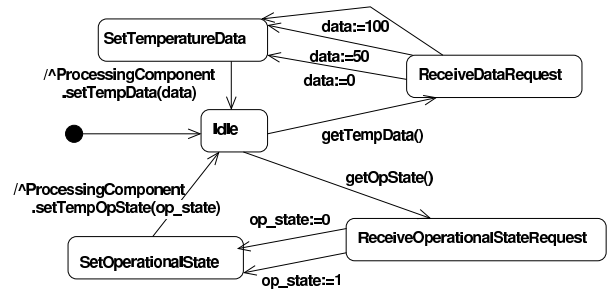 SetTemperatureData
data:=100
data:=50
data:=0
ReceiveDataRequest
/^ProcessingComponent
.setTempData(data)
Idle
getTempData()
getOpState()
/^ProcessingComponent
.setTempOpState(op_state)
op_state:=0
ReceiveOperationalStateRequest
SetOperationalState
op_state:=1